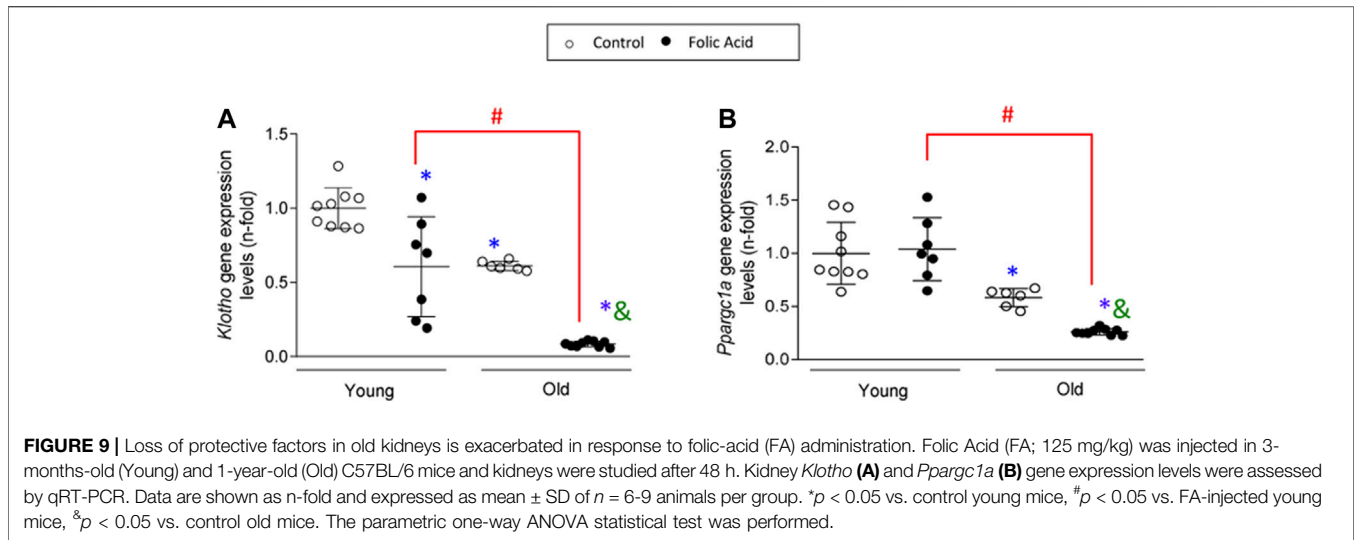 ○ Control ● Folic Acid
A
#
Klotho gene expression
levels (n-fold)
1.5
1.0
0.5
0.0
*
*
*&
Young
Old
B
#
Ppargc1a gene expression
levels (n-fold)
2.0
1.5
1.0
0.5
0.0
*
*&
Young
Old
FIGURE 9 | Loss of protective factors in old kidneys is exacerbated in response to folic-acid (FA) administration. Folic Acid (FA; 125 mg/kg) was injected in 3-
months-old (Young) and 1-year-old (Old) C57BL/6 mice and kidneys were studied after 48 h. Kidney Klotho (A) and Ppargc1a (B) gene expression levels were assessed
by qRT-PCR. Data are shown as n-fold and expressed as mean ± SD of n = 6-9 animals per group. *p < 0.05 vs. control young mice, #p < 0.05 vs. FA-injected young
mice, &p < 0.05 vs. control old mice. The parametric one-way ANOVA statistical test was performed.